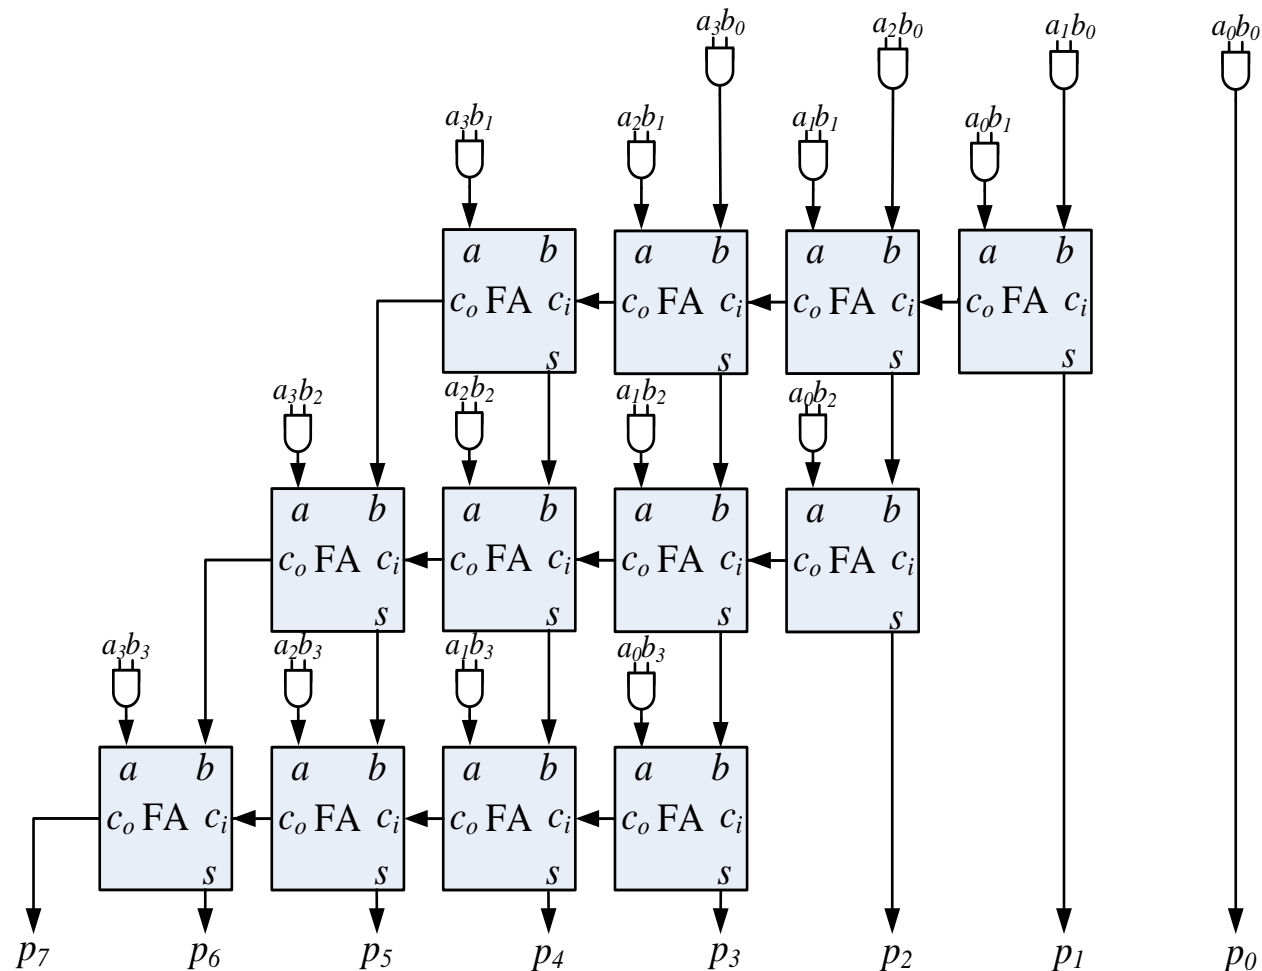 a₃b₀ a₂b₀ a₁b₀ a₀b₀
a₃b₁ a₂b₁ a₁b₁ a₀b₁
a b a b a b a b
cₒ FA cᵢ cₒ FA cᵢ cₒ FA cᵢ cₒ FA cᵢ
s s s s
a₃b₂ a₂b₂ a₁b₂ a₀b₂
a b a b a b a b
cₒ FA cᵢ cₒ FA cᵢ cₒ FA cᵢ cₒ FA cᵢ
s s s s
a₃b₃ a₂b₃ a₁b₃ a₀b₃
a b a b a b a b
cₒ FA cᵢ cₒ FA cᵢ cₒ FA cᵢ cₒ FA cᵢ
s s s s
p₇ p₆ p₅ p₄ p₃ p₂ p₁ p₀